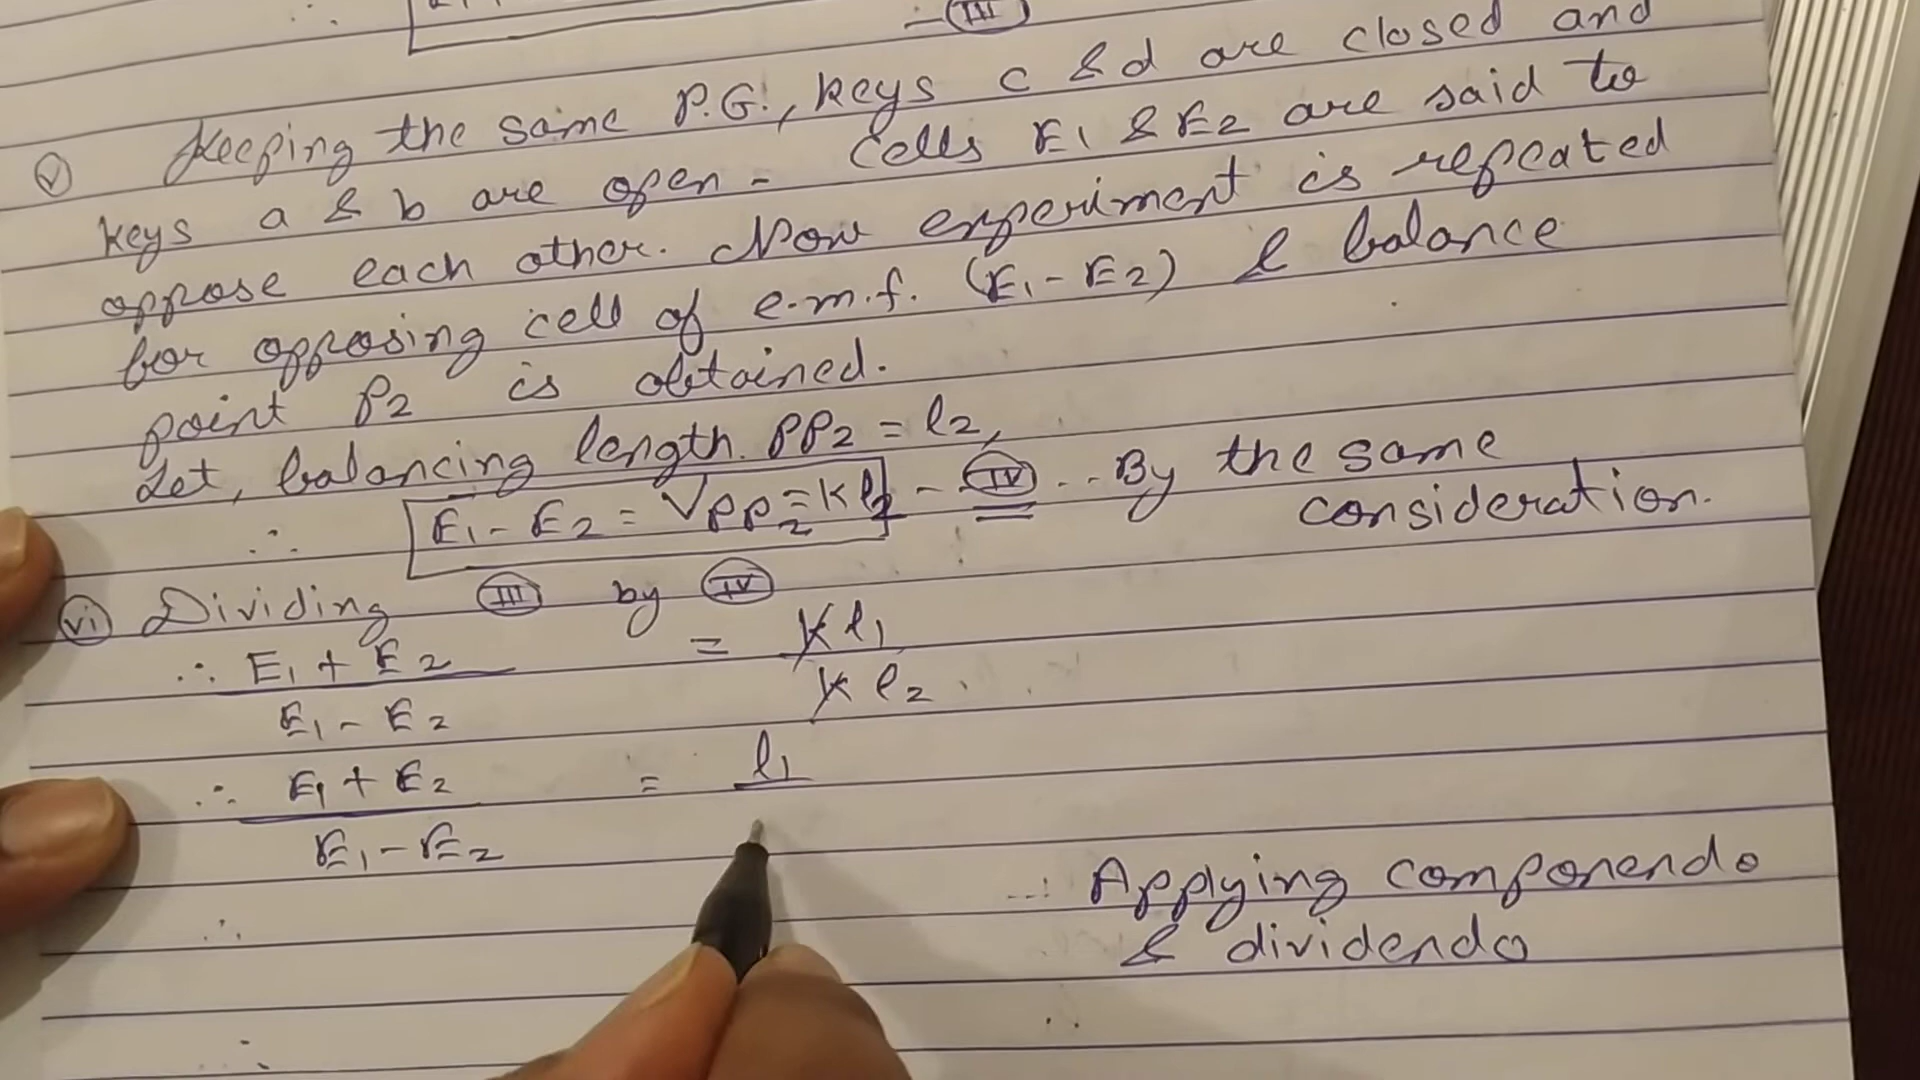 - (III)
(v) Keeping the same P.G., keys c & d are closed and
keys a & b are open - Cells E1 & E2 are said to
oppose each other. Now experiment is repeated
for opposing cell of e.m.f. (E1 - E2) & balance
point P2 is obtained.
Let, balancing length PP2 = l2,
∴ E1 - E2 = VPP2 = Kl2 - (IV) .. By the same
consideration.
(vi) Dividing (III) by (IV)
∴ E1 + E2 / E1 - E2 = Kl1 / Kl2
∴ E1 + E2 / E1 - E2 = l1
∴
... Applying componendo
& dividendo
∴